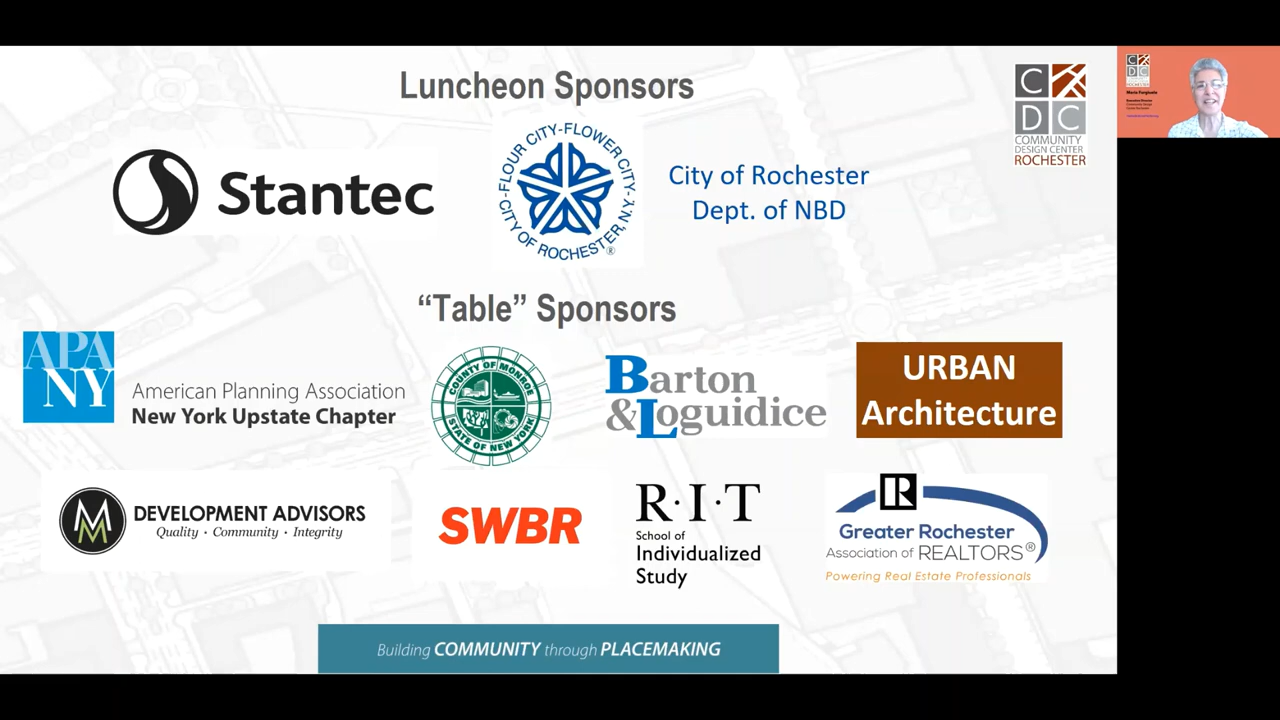 Luncheon Sponsors
C
DC
COMMUNITY
DESIGN CENTER
ROCHESTER
Stantec
FLOUR CITY-FLOWER CITY
CITY OF ROCHESTER, N.Y.
®
City of Rochester
Dept. of NBD
“Table” Sponsors
APA
NY
American Planning Association
New York Upstate Chapter
COUNTY OF MONROE
STATE OF NEW YORK
Barton
&Loguidice
URBAN
Architecture
MM
DEVELOPMENT ADVISORS
Quality · Community · Integrity
SWBR
R·I·T
School of
Individualized
Study
R
Greater Rochester
Association of REALTORS®
Powering Real Estate Professionals
Building COMMUNITY through PLACEMAKING